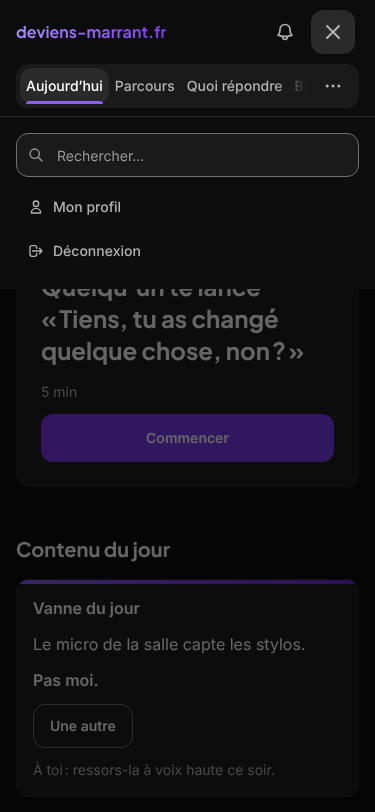 deviens-marrant.fr
Aujourd’hui Parcours Quoi répondre
Rechercher...
Mon profil
Déconnexion
Quelqu’un te lance
« Tiens, tu as changé
quelque chose, non ? »
5 min
Commencer
Contenu du jour
Vanne du jour
Le micro de la salle capte les stylos.
Pas moi.
Une autre
À toi : ressors-la à voix haute ce soir.